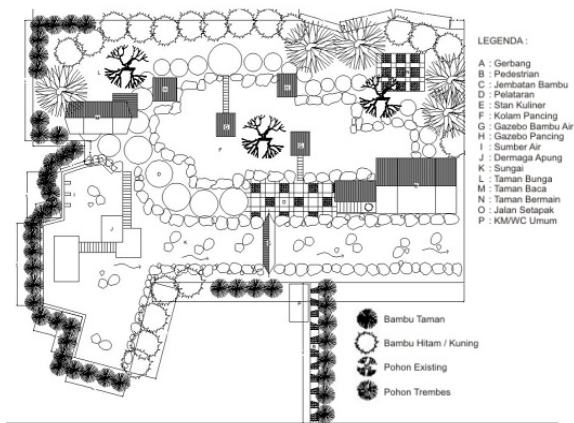 LEGENDA :
A : Gerbang
B : Pedestrian
C : Jembatan Bambu
D : Pelataran
E : Stan Kuliner
F : Kolam Pancing
G : Gazebo Bambu Air
H : Gazebo Pancing
I : Sumber Air
J : Dermaga Apung
K : Sungai
L : Taman Bunga
M : Taman Baca
N : Taman Bermain
O : Jalan Setapak
P : KM/WC Umum
Bambu Taman
Bambu Hitam / Kuning
Pohon Existing
Pohon Trembes
L
H
G
F
G
D
D
J
K